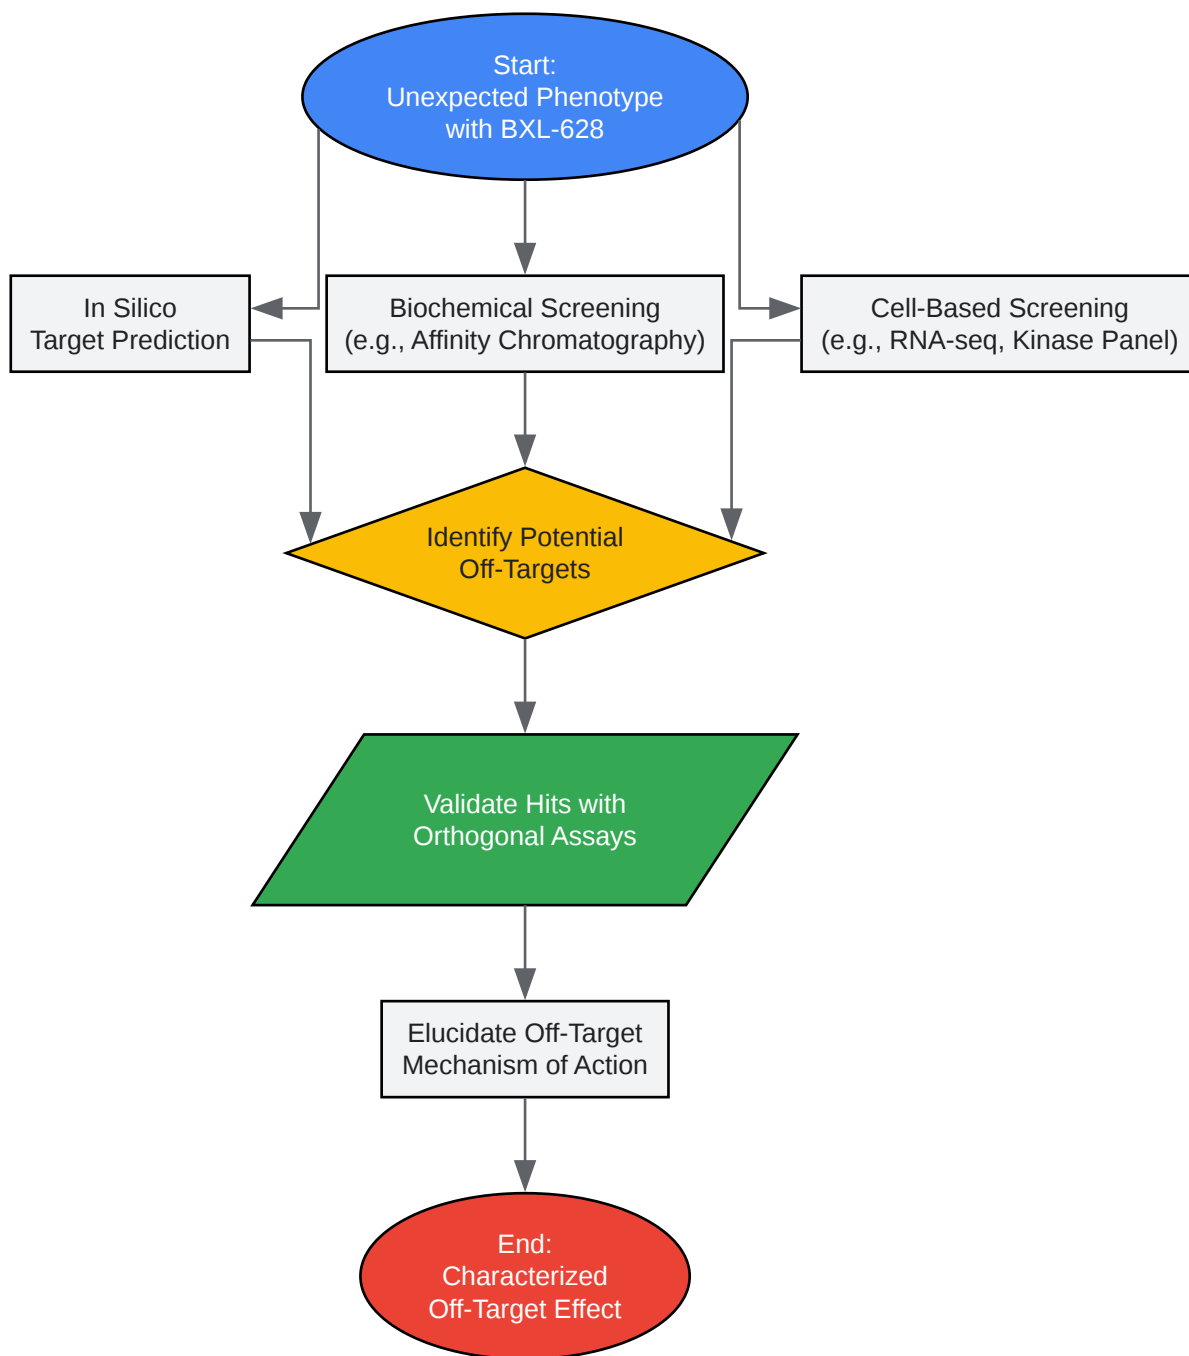 Start:
Unexpected Phenotype
with BXL-628
In Silico
Target Prediction
Biochemical Screening
(e.g., Affinity Chromatography)
Cell-Based Screening
(e.g., RNA-seq, Kinase Panel)
Identify Potential
Off-Targets
Validate Hits with
Orthogonal Assays
Elucidate Off-Target
Mechanism of Action
End:
Characterized
Off-Target Effect